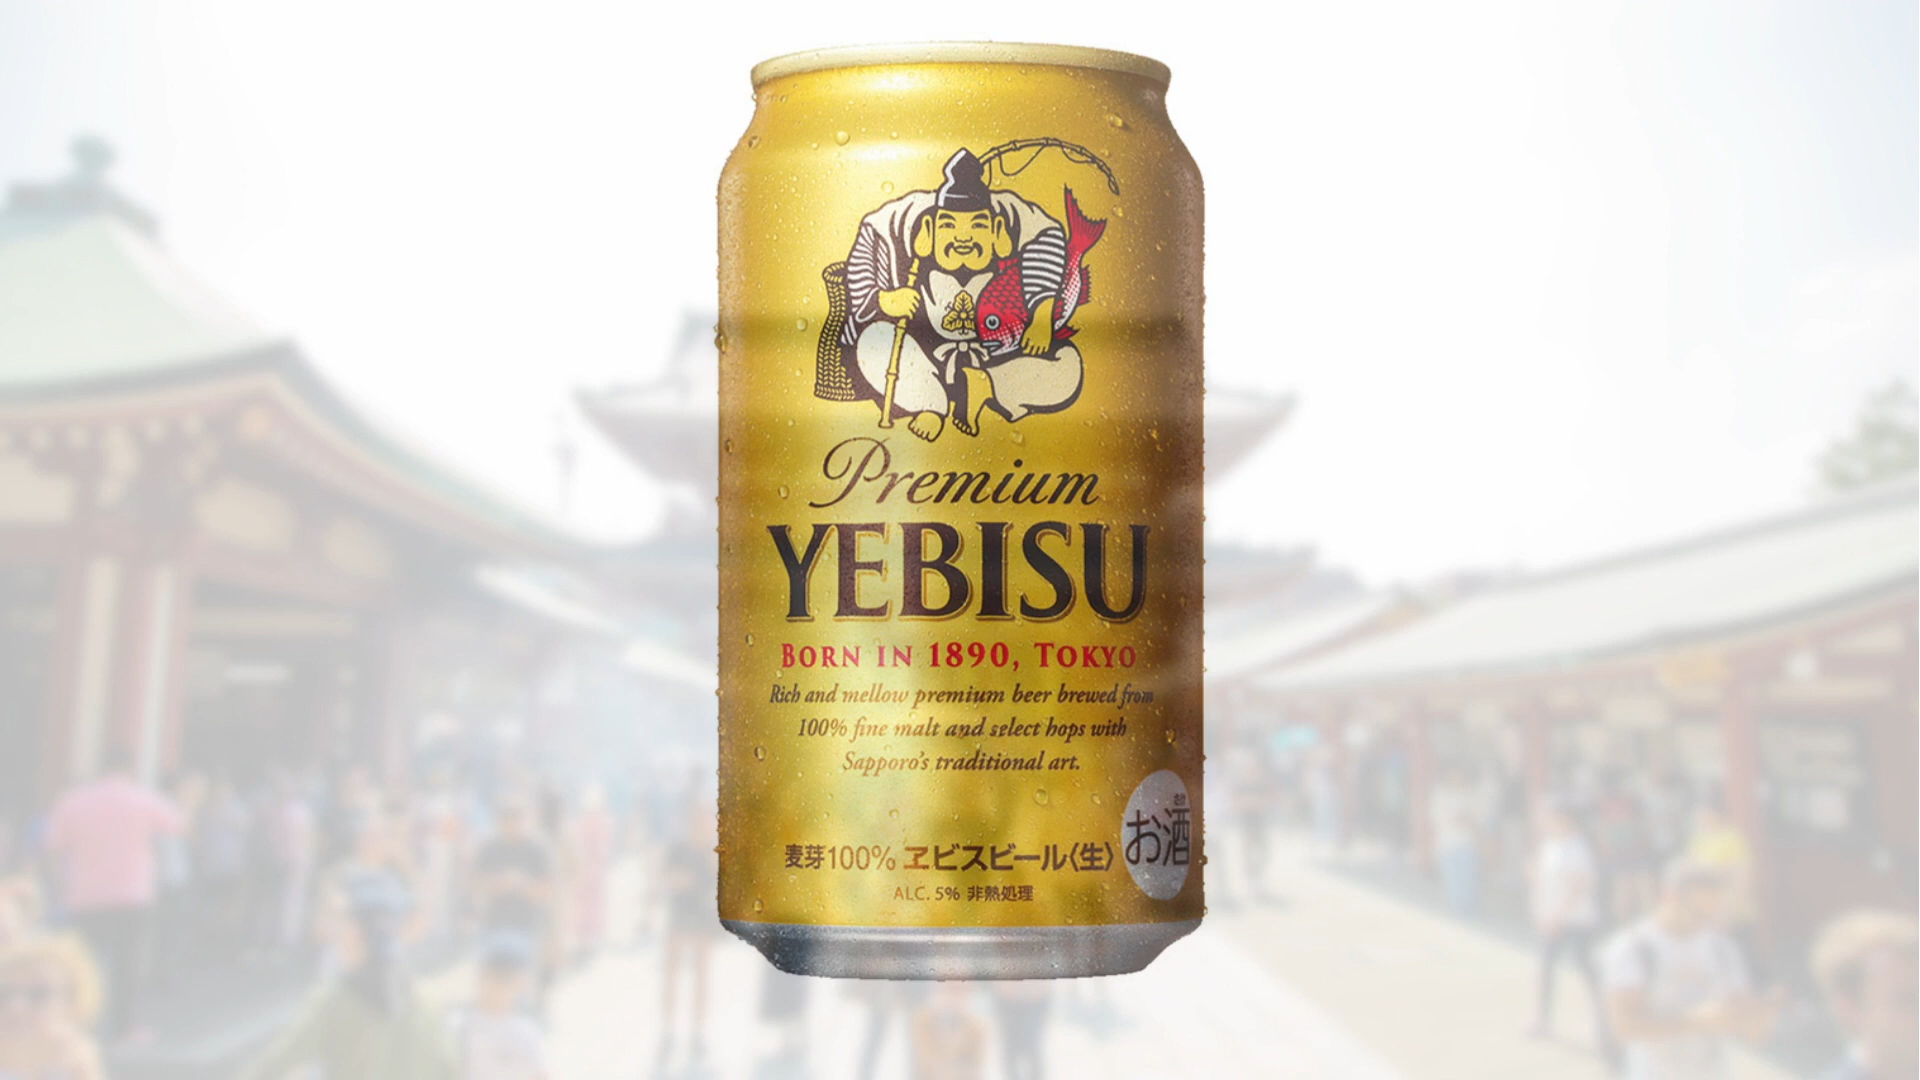 Premium
YEBISU
BORN IN 1890, TOKYO
Rich and mellow premium beer brewed from
100% fine malt and select hops with
Sapporo's traditional art.
お酒
麦芽100% ヱビスビール〈生〉
ALC. 5% 非熱処理